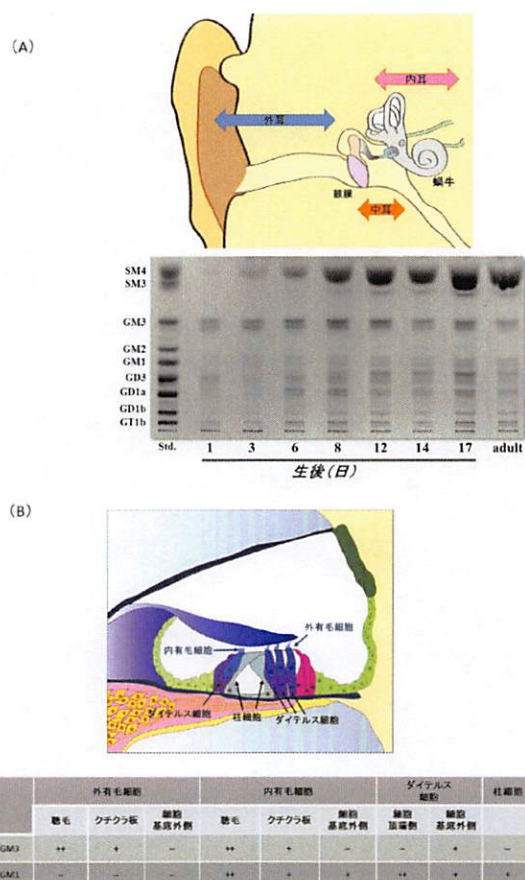 (A)
内耳
外耳
蝸牛
鼓膜
中耳
SM4
SM3
GM3
GM2
GM1
GD3
GD1a
GD1b
GT1b
Std. 1 3 6 8 12 14 17 adult
生後(日)
(B)
外有毛細胞
内有毛細胞
ダイテルス細胞
柱細胞
ダイテルス細胞
外有毛細胞 内有毛細胞 ダイテルス細胞 柱細胞
聴毛 クチクラ板 細胞基底外側 聴毛 クチクラ板 細胞基底外側 細胞頂端側 細胞基底外側
GM3 ++ + − ++ + − − + −
GM1 − − − ++ + + ++ + +